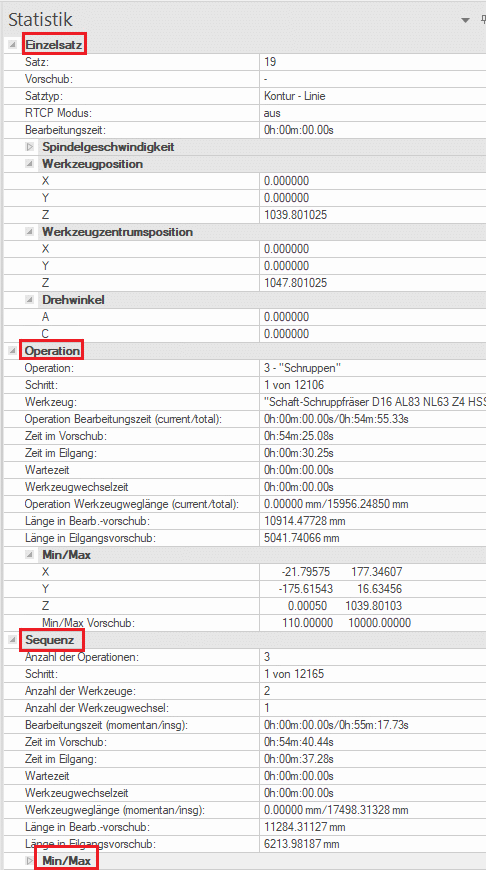 Statistik
Einzelsatz
Satz: 19
Vorschub: -
Satztyp: Kontur - Linie
RTCP Modus: aus
Bearbeitungszeit: 0h:00m:00.00s
Spindelgeschwindigkeit
Werkzeugposition
X 0.000000
Y 0.000000
Z 1039.801025
Werkzeugzentrumsposition
X 0.000000
Y 0.000000
Z 1047.801025
Drehwinkel
A 0.000000
C 0.000000
Operation
Operation: 3 - "Schruppen"
Schritt: 1 von 12106
Werkzeug: "Schaft-Schruppfräser D16 AL83 NL63 Z4 HSS
Operation Bearbeitungszeit (current/total): 0h:00m:00.00s/0h:54m:55.33s
Zeit im Vorschub: 0h:54m:25.08s
Zeit im Eilgang: 0h:00m:30.25s
Wartezeit 0h:00m:00.00s
Werkzeugwechselzeit 0h:00m:00.00s
Operation Werkzeugweglänge (current/total): 0.00000 mm/15956.24850 mm
Länge in Bearb.-vorschub: 10914.47728 mm
Länge in Eilgangsvorschub: 5041.74066 mm
Min/Max
X -21.79575 177.34607
Y -175.61543 16.63456
Z 0.00050 1039.80103
Min/Max Vorschub: 110.00000 10000.00000
Sequenz
Anzahl der Operationen: 3
Schritt: 1 von 12165
Anzahl der Werkzeuge: 2
Anzahl der Werkzeugwechsel: 1
Bearbeitungszeit (momentan/insg): 0h:00m:00.00s/0h:55m:17.73s
Zeit im Vorschub: 0h:54m:40.44s
Zeit im Eilgang: 0h:00m:37.28s
Wartezeit 0h:00m:00.00s
Werkzeugwechselzeit 0h:00m:00.00s
Werkzeugweglänge (momentan/insg): 0.00000 mm/17498.31328 mm
Länge in Bearb.-vorschub: 11284.31127 mm
Länge in Eilgangsvorschub: 6213.98187 mm
Min/Max